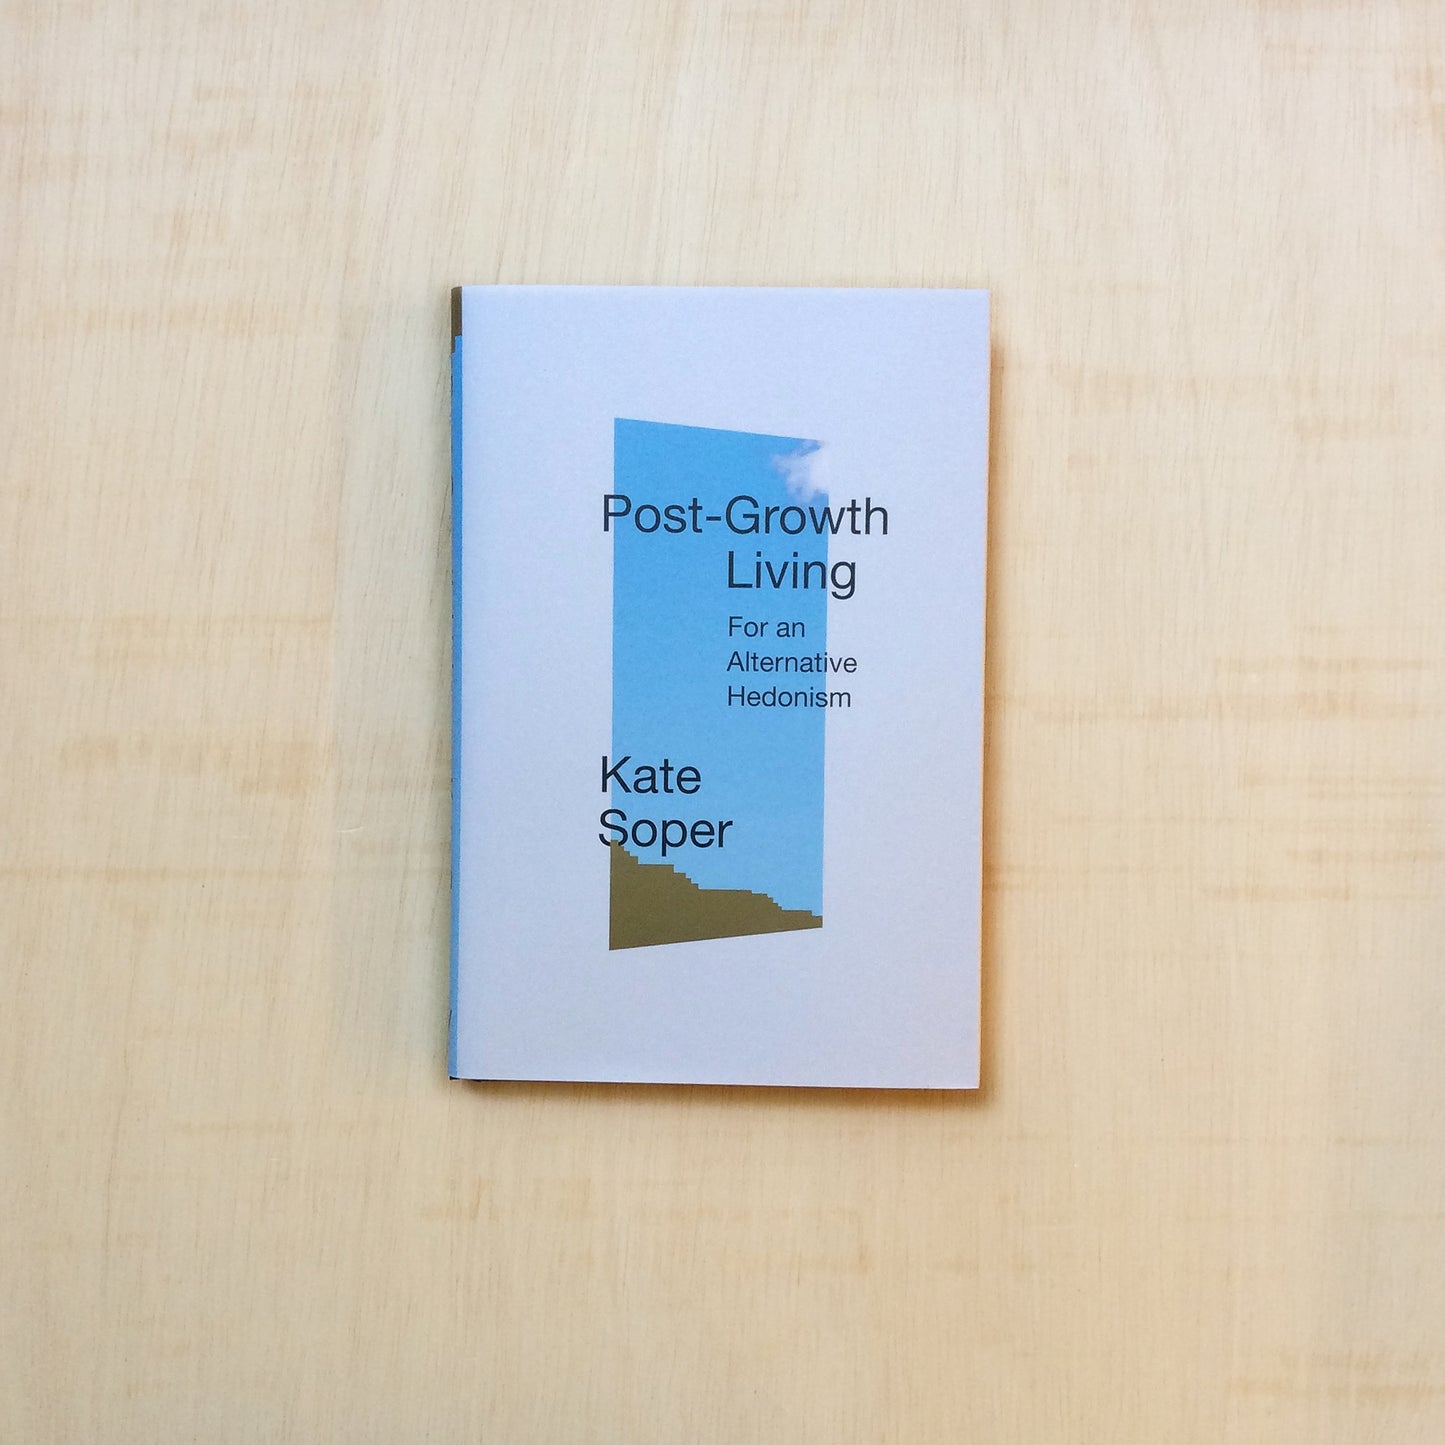 Post-Growth
Living
For an
Alternative
Hedonism
Kate
Soper